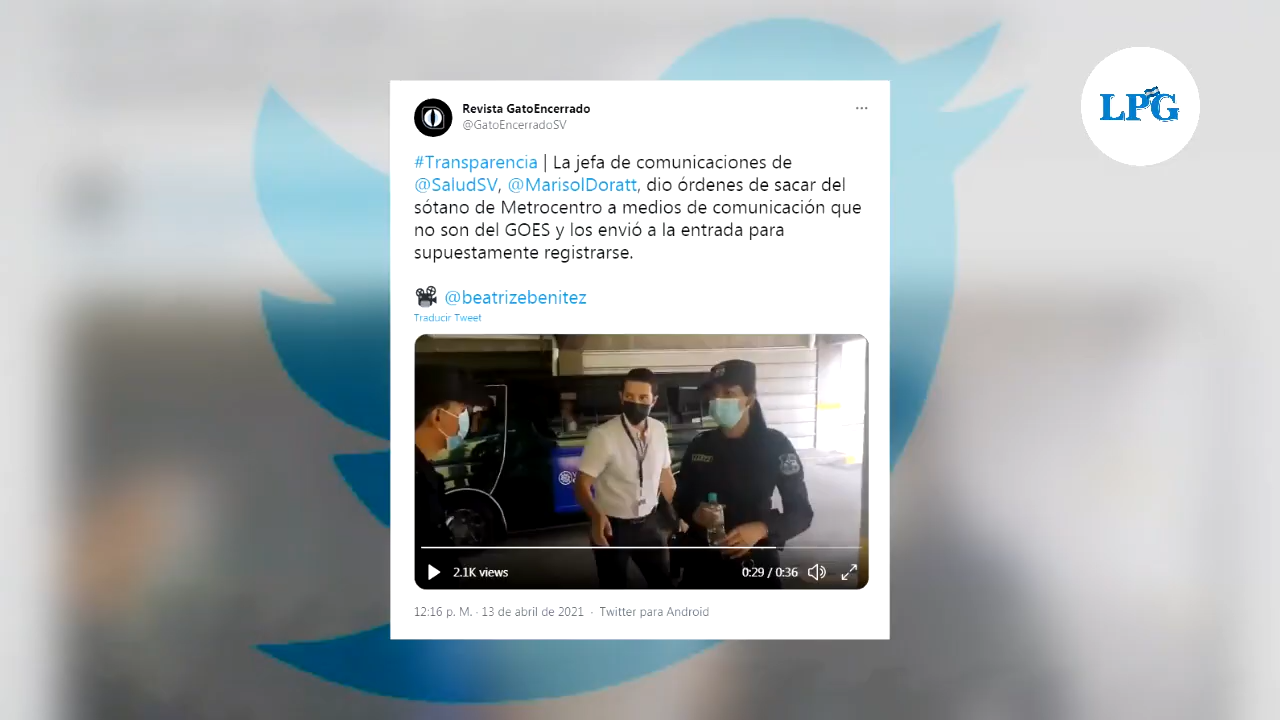 LPG
Revista GatoEncerrado
@GatoEncerradoSV
#Transparencia | La jefa de comunicaciones de
@SaludSV, @MarisolDoratt, dio órdenes de sacar del
sótano de Metrocentro a medios de comunicación que
no son del GOES y los envió a la entrada para
supuestamente registrarse.
@beatrizebenitez
Traducir Tweet
2.1K views
0:29 / 0:36
12:16 p. M. · 13 de abril de 2021 · Twitter para Android